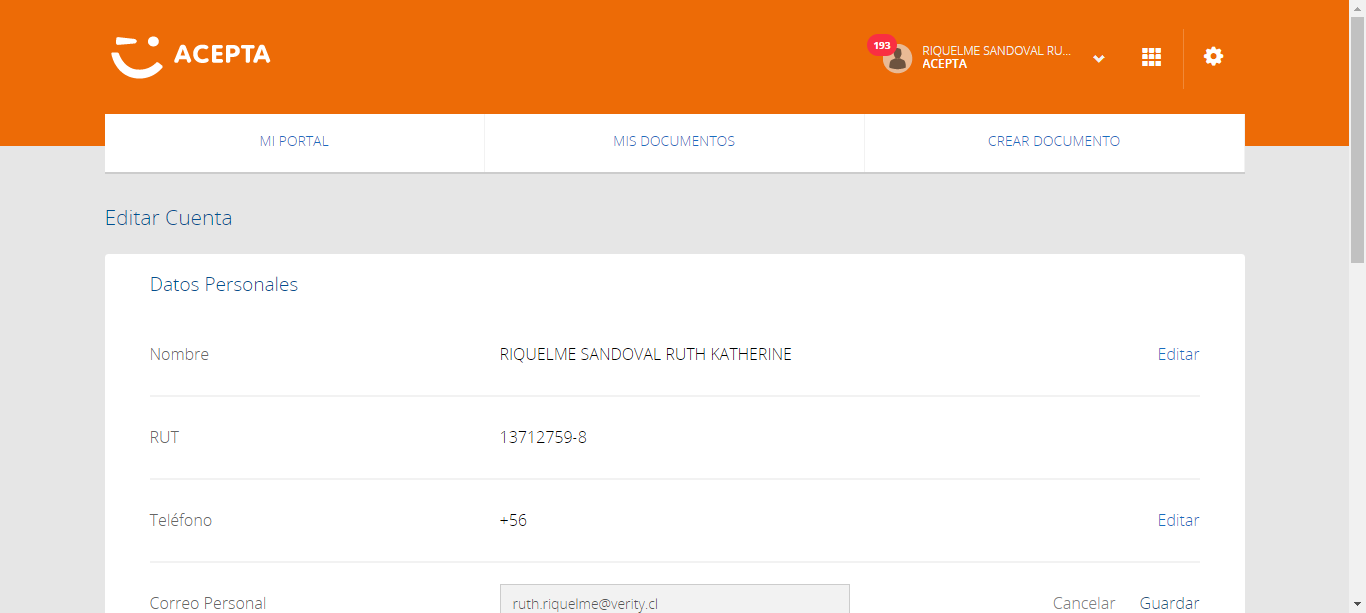 ACEPTA
193
RIQUELME SANDOVAL RU...
ACEPTA
MI PORTAL
MIS DOCUMENTOS
CREAR DOCUMENTO
Editar Cuenta
Datos Personales
Nombre RIQUELME SANDOVAL RUTH KATHERINE Editar
RUT 13712759-8
Teléfono +56 Editar
Correo Personal ruth.riquelme@verity.cl Cancelar Guardar